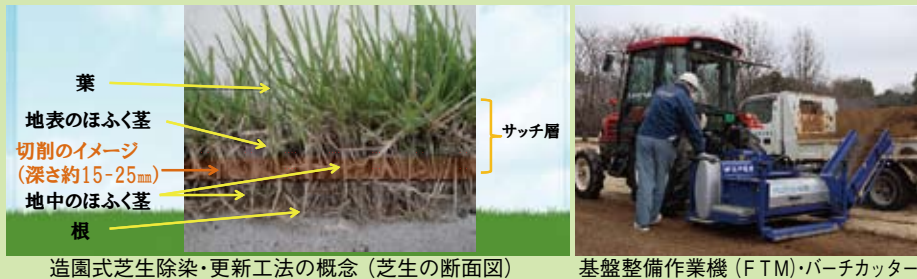 葉
地表のほふく茎
切削のイメージ
(深さ約15-25㎜)
地中のほふく茎
根
サッチ層
造園式芝生除染・更新工法の概念 (芝生の断面図)
基盤整備作業機 (FTM)・バーチカッター